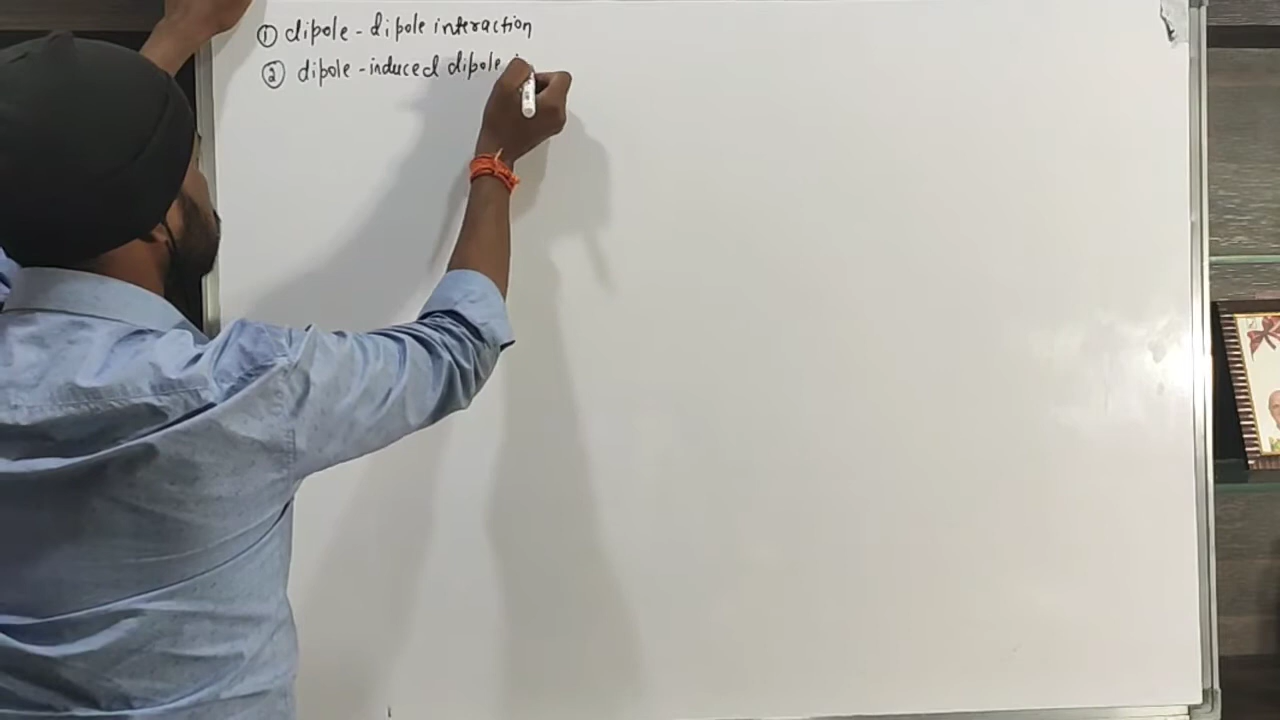 ① dipole - dipole interaction
② dipole - induced dipole